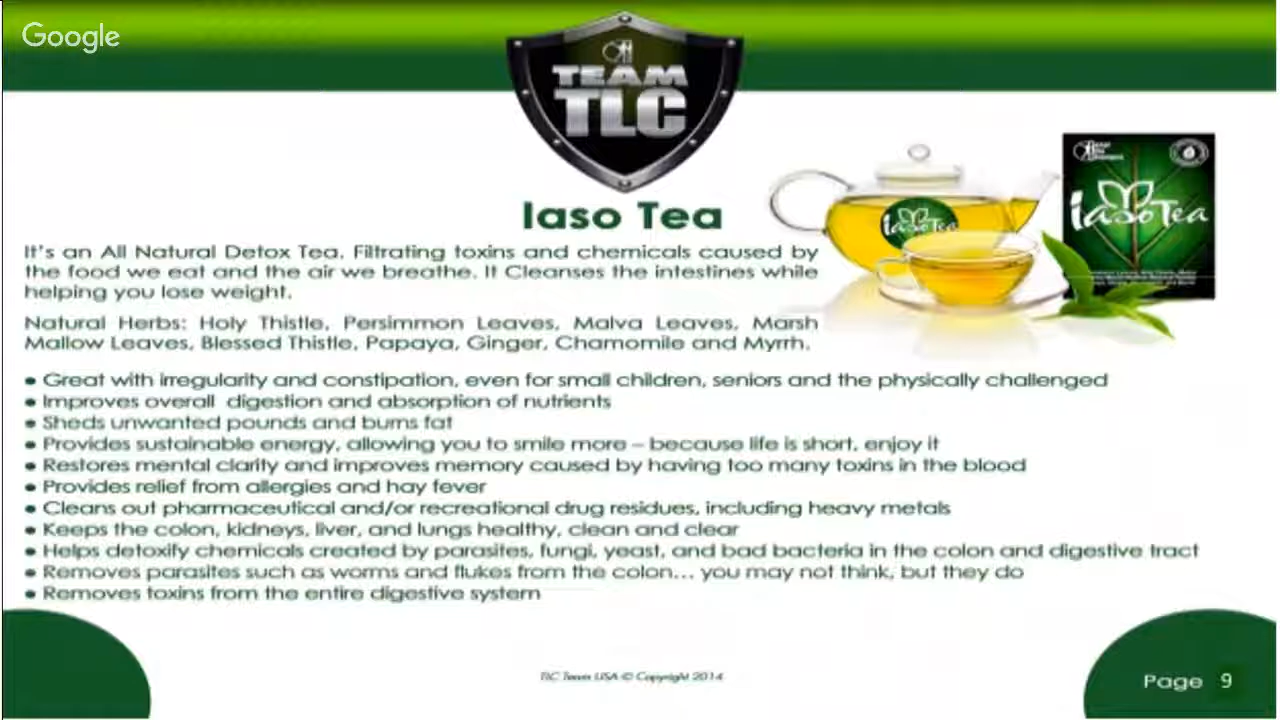 Google
TEAM
TLC
Iaso Tea
iaso Tea
iaso Tea
It's an All Natural Detox Tea. Filtrating toxins and chemicals caused by
the food we eat and the air we breathe. It Cleanses the intestines while
helping you lose weight.
Natural Herbs: Holy Thistle, Persimmon Leaves, Malva Leaves, Marsh
Mallow Leaves, Blessed Thistle, Papaya, Ginger, Chamomile and Myrrh.
• Great with irregularity and constipation, even for small children, seniors and the physically challenged
• Improves overall digestion and absorption of nutrients
• Sheds unwanted pounds and burns fat
• Provides sustainable energy, allowing you to smile more – because life is short, enjoy it
• Restores mental clarity and improves memory caused by having too many toxins in the blood
• Provides relief from allergies and hay fever
• Cleans out pharmaceutical and/or recreational drug residues, including heavy metals
• Keeps the colon, kidneys, liver, and lungs healthy, clean and clear
• Helps detoxify chemicals created by parasites, fungi, yeast, and bad bacteria in the colon and digestive tract
• Removes parasites such as worms and flukes from the colon... you may not think, but they do
• Removes toxins from the entire digestive system
TLC Team USA © Copyright 2014
Page 9